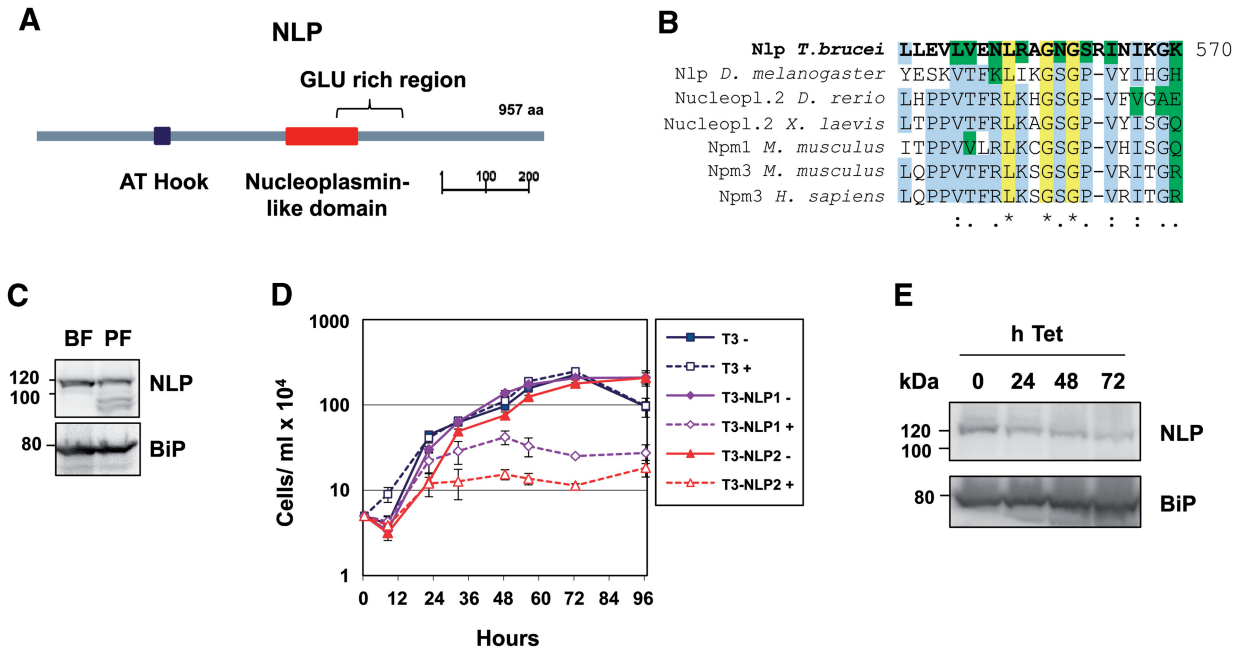 A
NLP
GLU rich region
957 aa
AT Hook
Nucleoplasmin-
like domain
1 100 200
B
Nlp T.brucei LLEVLVENLRAGNGSRINIKGK 570
Nlp D. melanogaster YESKVTFKLIKGSGP-VYIHGH
Nucleopl.2 D. rerio LHPPVTFRLKHGSGP-VFVGAE
Nucleopl.2 X. laevis LTPPVTFRLKAGSGP-VYISGQ
Npm1 M. musculus ITPPVVLRLKCGSGP-VHISGQ
Npm3 M. musculus LQPPVTFRLKSGSGP-VRITGR
Npm3 H. sapiens LQPPVTFRLKSGSGP-VRITGR
:. .* *.* . : : ..
C
BF PF
120
100
NLP
80
BiP
D
1000
100
10
1
Cells/ ml x 10⁴
0 12 24 36 48 60 72 84 96
Hours
T3 -
T3 +
T3-NLP1 -
T3-NLP1 +
T3-NLP2 -
T3-NLP2 +
E
h Tet
kDa 0 24 48 72
120
100
NLP
80
BiP